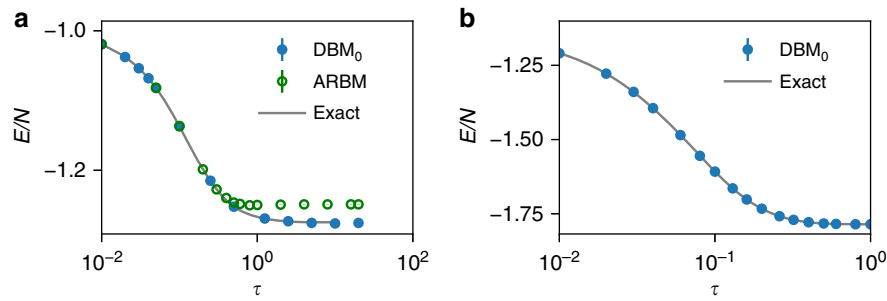 a
−1.0
−1.2
E/N
DBM₀
ARBM
Exact
10⁻² 10⁰ 10²
τ
b
−1.25
−1.50
−1.75
E/N
DBM₀
Exact
10⁻² 10⁻¹ 10⁰
τ